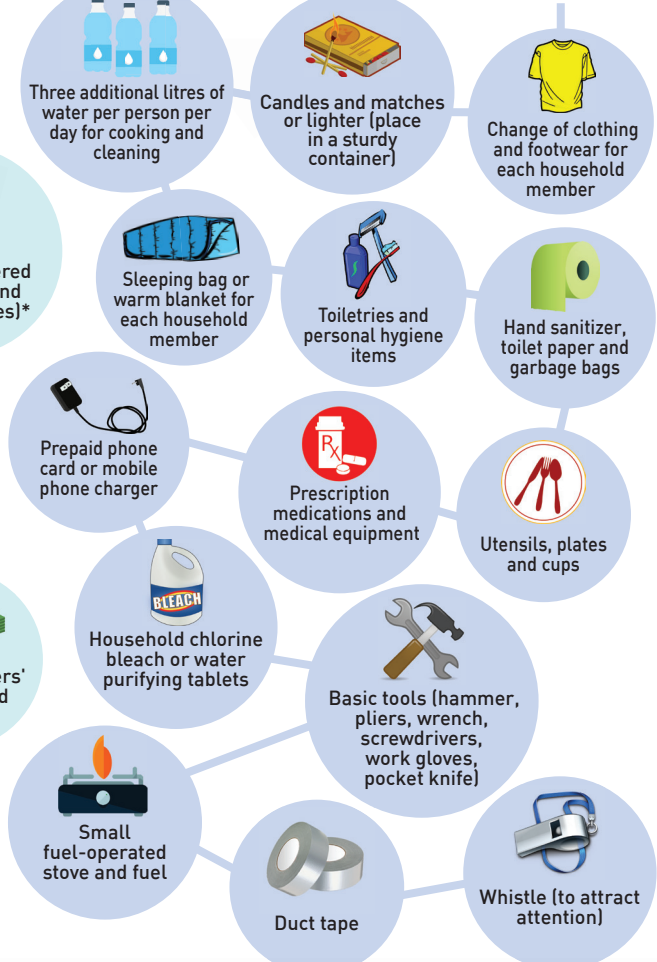 Three additional litres of
water per person per
day for cooking and
cleaning
Candles and matches
or lighter (place
in a sturdy
container)
Change of clothing
and footwear for
each household
member
Sleeping bag or
warm blanket for
each household
member
Toiletries and
personal hygiene
items
Hand sanitizer,
toilet paper and
garbage bags
Prepaid phone
card or mobile
phone charger
Rx
Prescription
medications and
medical equipment
Utensils, plates
and cups
BLEACH
Household chlorine
bleach or water
purifying tablets
Basic tools (hammer,
pliers, wrench,
screwdrivers,
work gloves,
pocket knife)
Small
fuel-operated
stove and fuel
Duct tape
Whistle (to attract
attention)